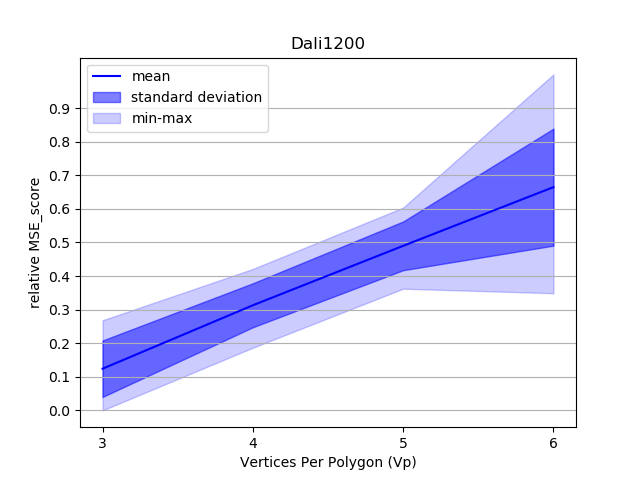 Dali1200
mean
standard deviation
min-max
relative MSE_score
0.9
0.8
0.7
0.6
0.5
0.4
0.3
0.2
0.1
0.0
3 4 5 6
Vertices Per Polygon (Vp)